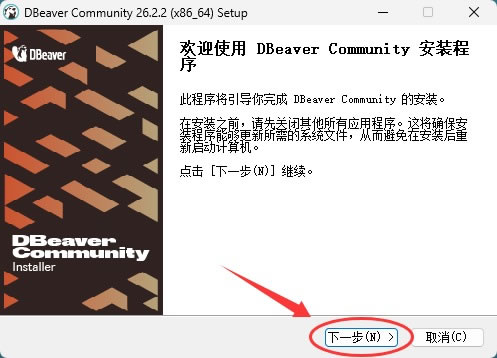 DBeaver Community 26.2.2 (x86_64) Setup
DBeaver
欢迎使用 DBeaver Community 安装程
序
此程序将引导你完成 DBeaver Community 的安装。
在安装之前，请先关闭其他所有应用程序。这将确保安
装程序能够更新所需的系统文件，从而避免在安装后重
新启动计算机。
点击 [下一步(N)] 继续。
DBeaver
Community
Installer
下一步(N) >
取消(C)